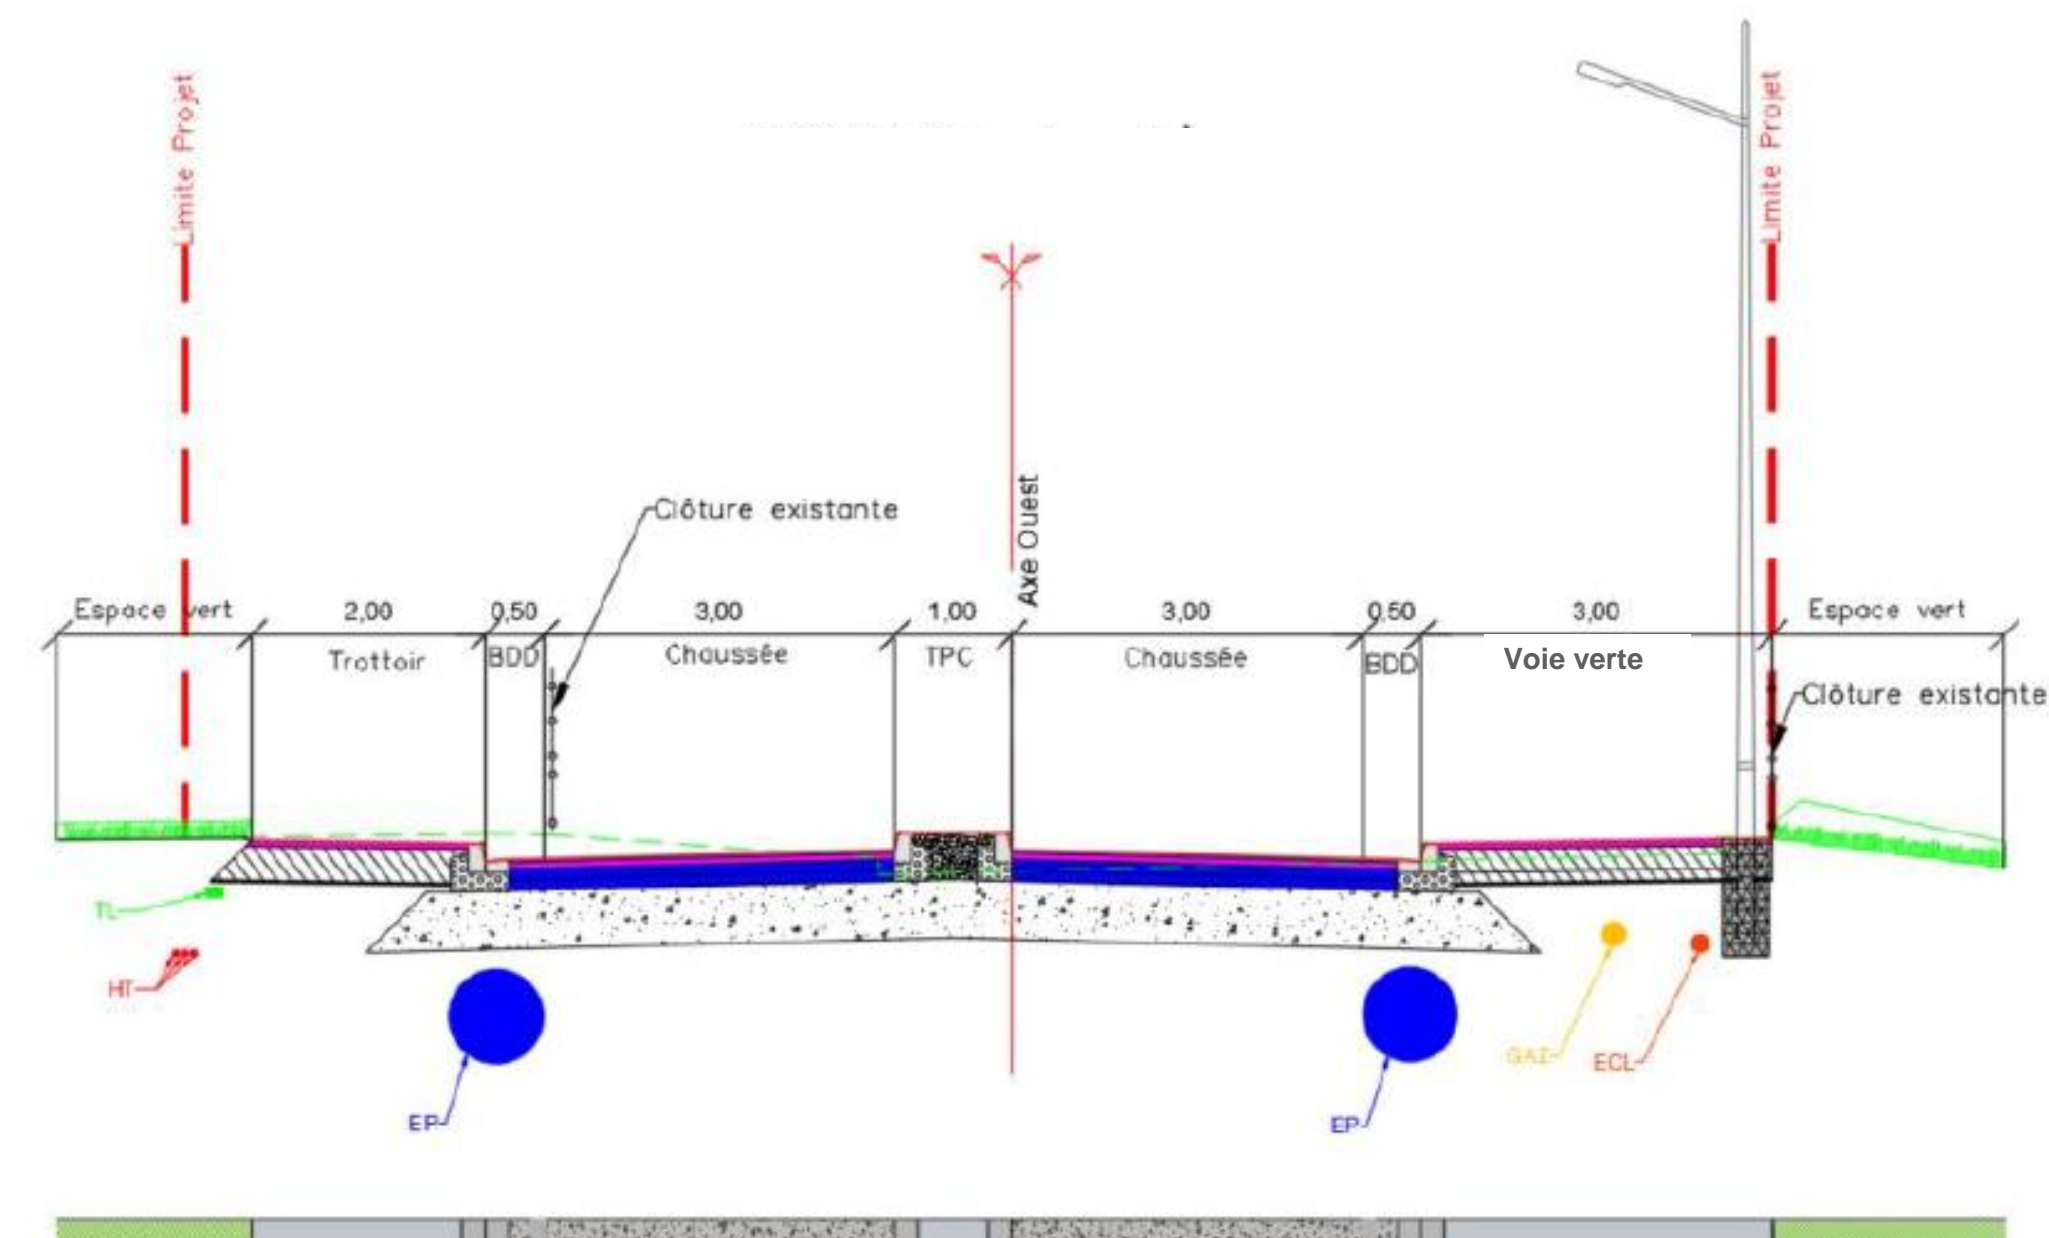 Limite Projet
Limite Projet
Clôture existante
Axe Ouest
Espace vert
2,00
0,50
3,00
1,00
3,00
0,50
3,00
Espace vert
Trottoir
BDD
Chaussée
TPC
Chaussée
BDD
Voie verte
Clôture existante
TL
HT
GAZ
ECL
EP
EP